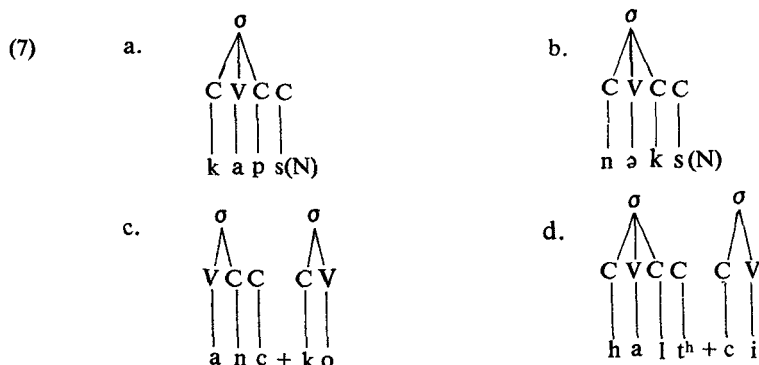 (7) a. b.
σ σ
C V C C C V C C
k a p s(N) n ə k s(N)
c. d.
σ σ σ σ
V C C C V C V C C C V
a n c + k o h a l tʰ + c i